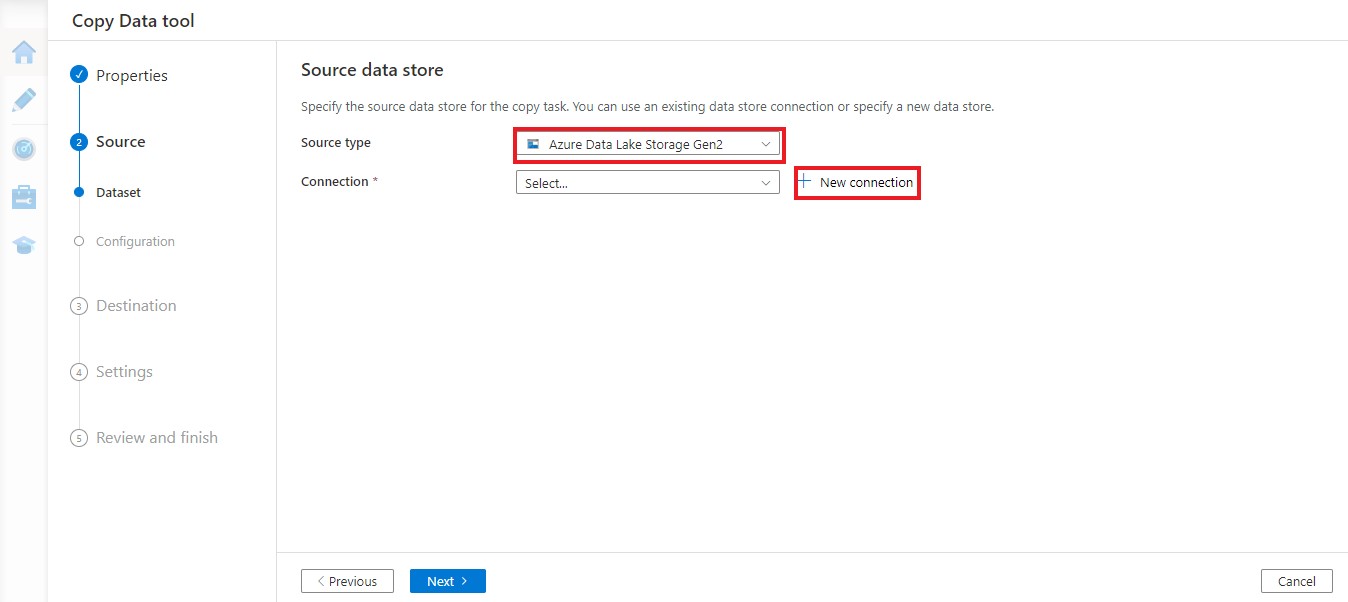 Copy Data tool
Properties
2 Source
Dataset
Configuration
3 Destination
4 Settings
5 Review and finish
Source data store
Specify the source data store for the copy task. You can use an existing data store connection or specify a new data store.
Source type Azure Data Lake Storage Gen2
Connection * Select... + New connection
< Previous Next > Cancel